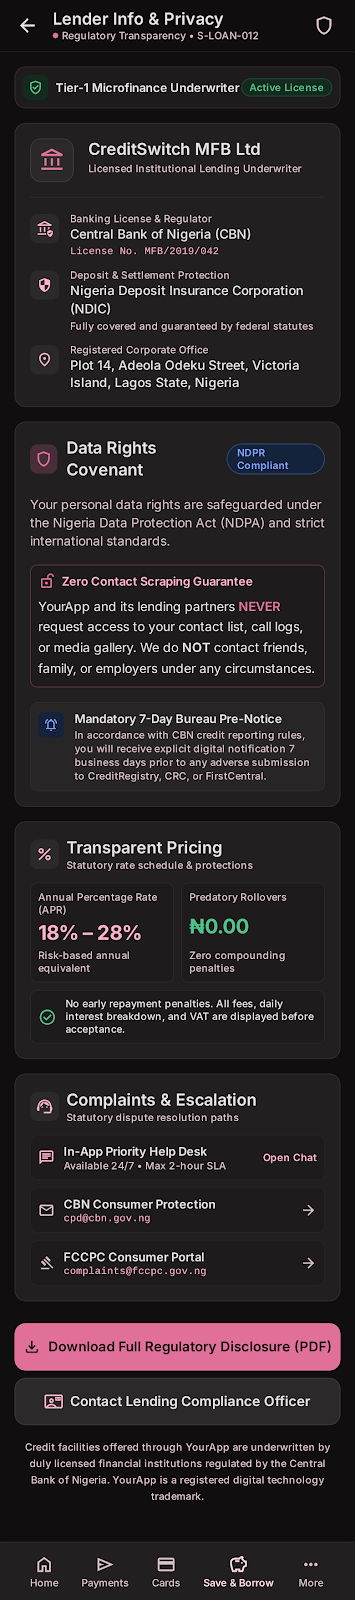 Lender Info & Privacy
Regulatory Transparency • S-LOAN-012
Tier-1 Microfinance Underwriter
Active License
CreditSwitch MFB Ltd
Licensed Institutional Lending Underwriter
Banking License & Regulator
Central Bank of Nigeria (CBN)
License No. MFB/2019/042
Deposit & Settlement Protection
Nigeria Deposit Insurance Corporation
(NDIC)
Fully covered and guaranteed by federal statutes
Registered Corporate Office
Plot 14, Adeola Odeku Street, Victoria
Island, Lagos State, Nigeria
Data Rights
Covenant
NDPR
Compliant
Your personal data rights are safeguarded under
the Nigeria Data Protection Act (NDPA) and strict
international standards.
Zero Contact Scraping Guarantee
YourApp and its lending partners NEVER
request access to your contact list, call logs,
or media gallery. We do NOT contact friends,
family, or employers under any circumstances.
Mandatory 7-Day Bureau Pre-Notice
In accordance with CBN credit reporting rules,
you will receive explicit digital notification 7
business days prior to any adverse submission
to CreditRegistry, CRC, or FirstCentral.
Transparent Pricing
Statutory rate schedule & protections
Annual Percentage Rate
(APR)
18% – 28%
Risk-based annual
equivalent
Predatory Rollovers
₦0.00
Zero compounding
penalties
No early repayment penalties. All fees, daily
interest breakdown, and VAT are displayed before
acceptance.
Complaints & Escalation
Statutory dispute resolution paths
In-App Priority Help Desk
Available 24/7 • Max 2-hour SLA
Open Chat
CBN Consumer Protection
cpd@cbn.gov.ng
FCCPC Consumer Portal
complaints@fccpc.gov.ng
Download Full Regulatory Disclosure (PDF)
Contact Lending Compliance Officer
Credit facilities offered through YourApp are underwritten by
duly licensed financial institutions regulated by the Central
Bank of Nigeria. YourApp is a registered digital technology
trademark.
Home
Payments
Cards
Save & Borrow
More